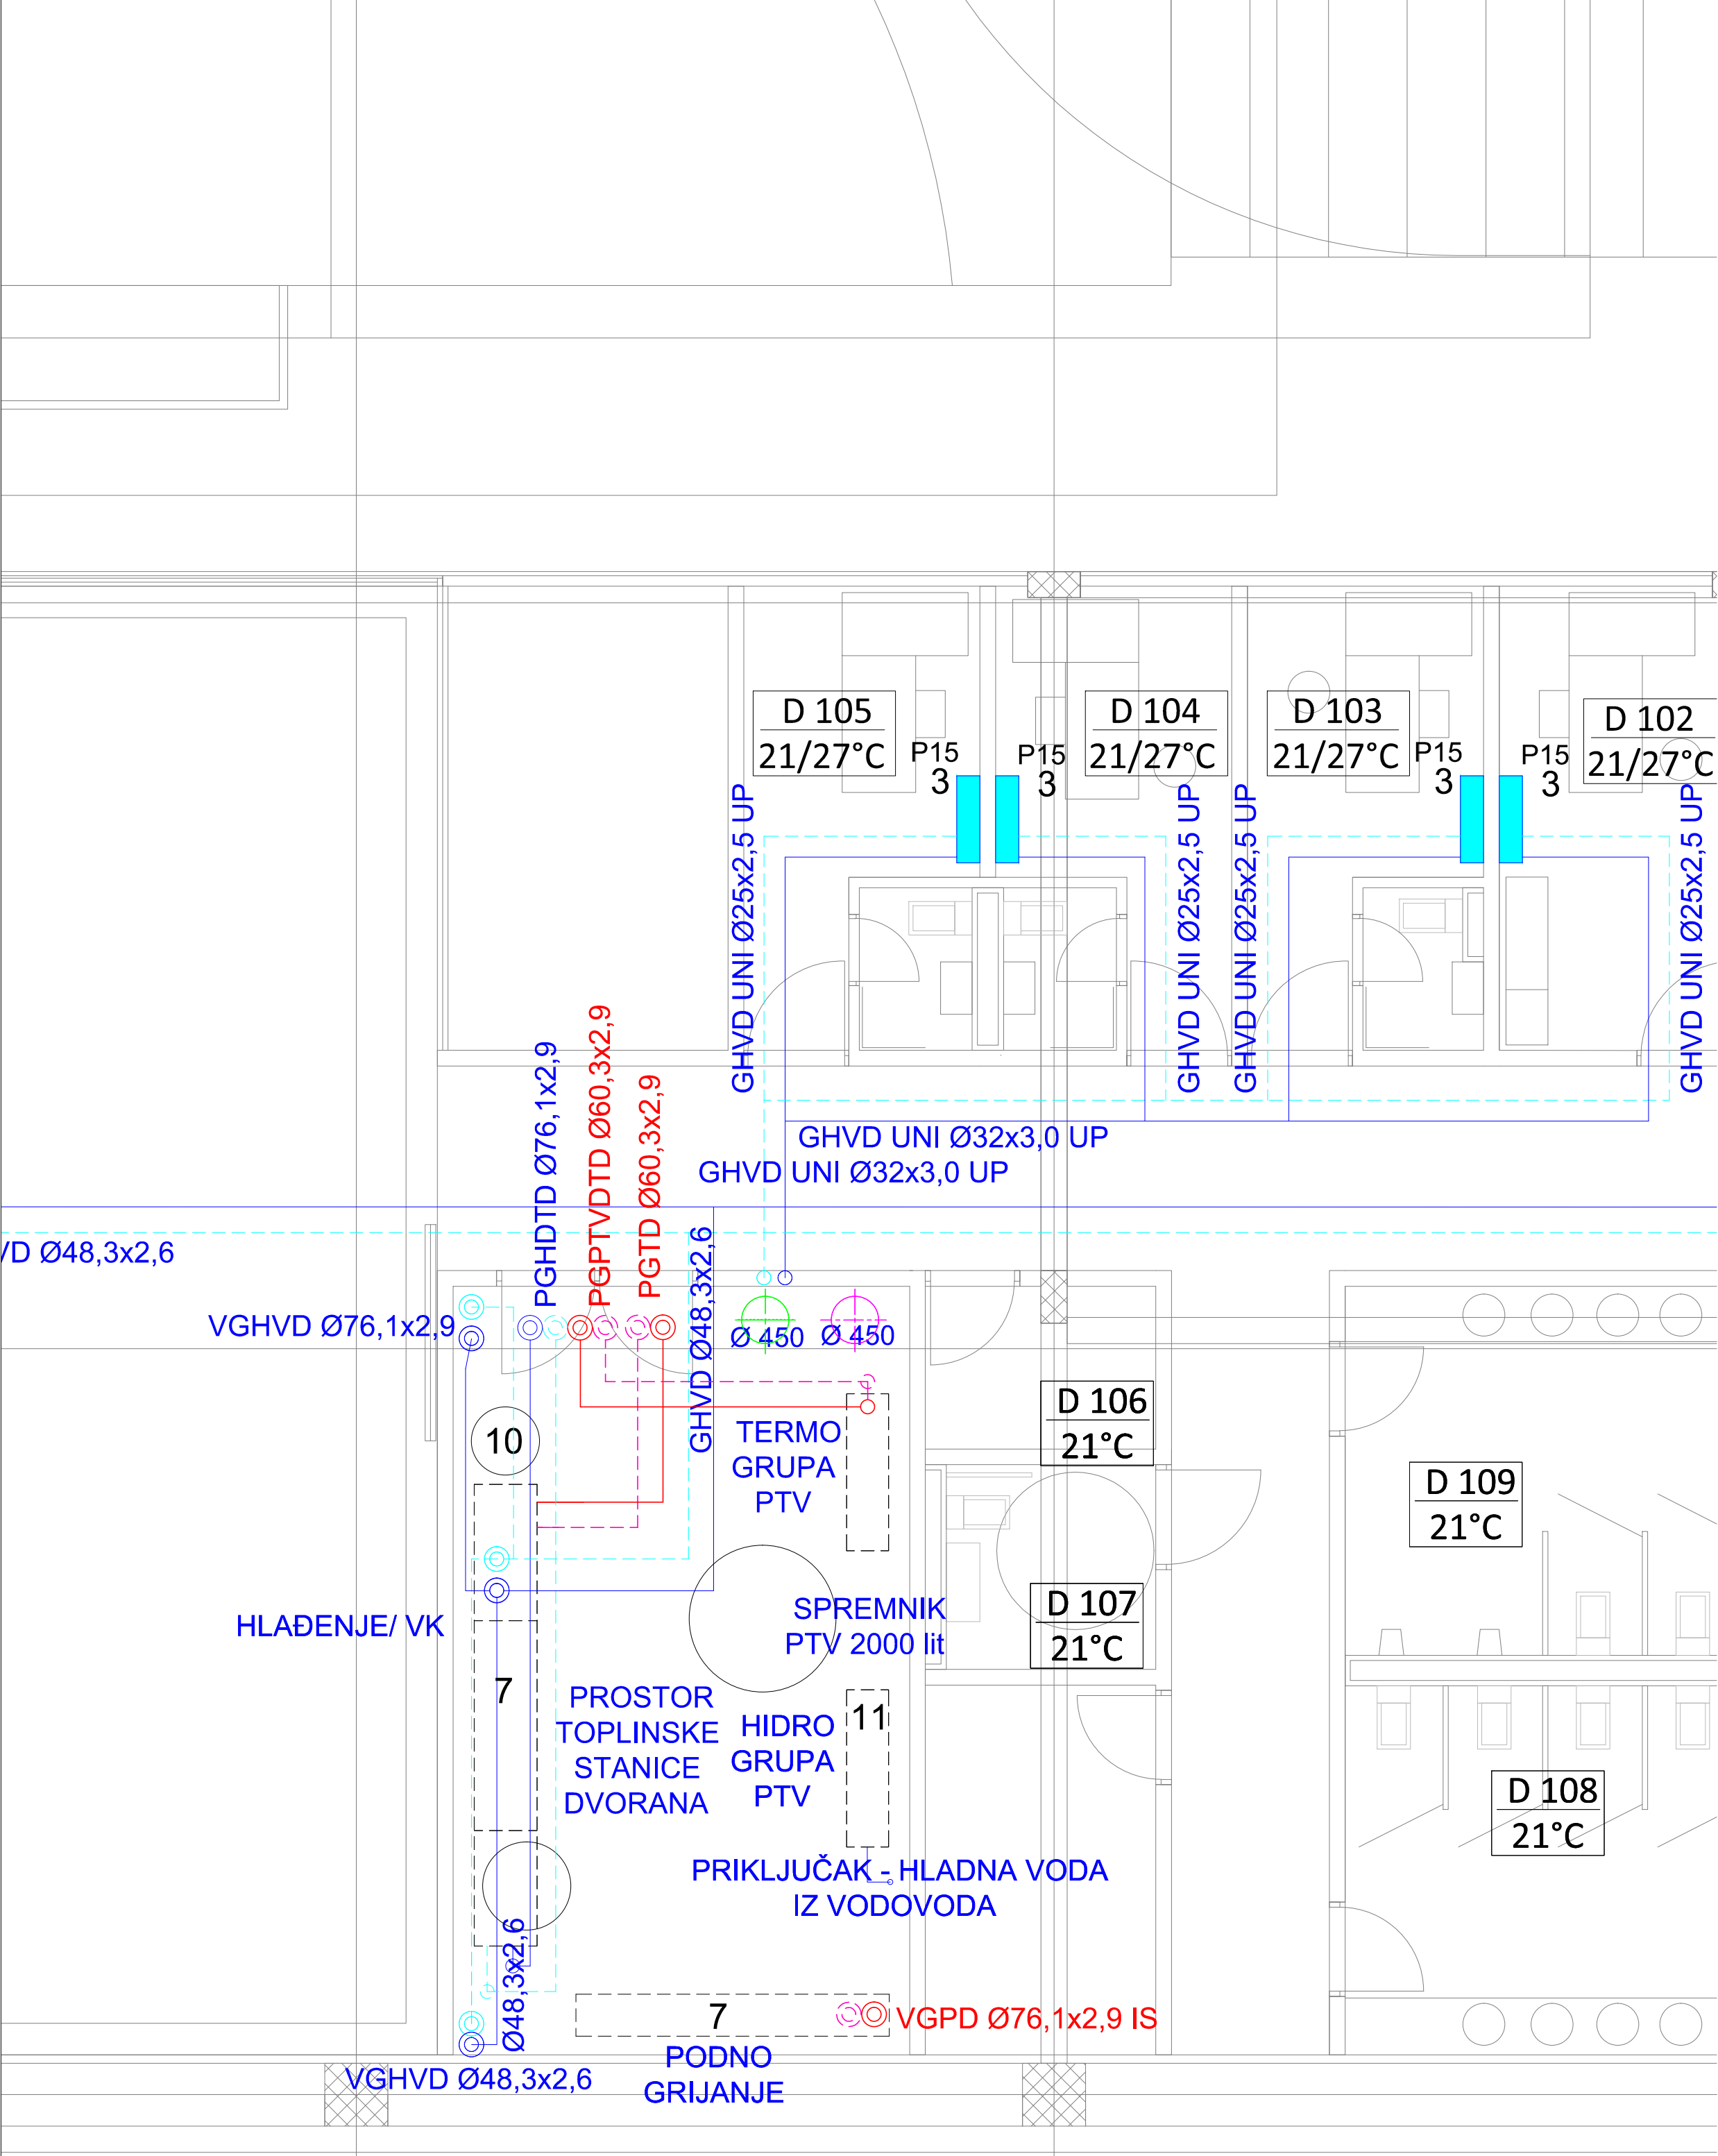 D 105
21/27°C
P15
3
P15
3
D 104
21/27°C
D 103
21/27°C
P15
3
P15
3
D 102
21/27°C
GHVD UNI Ø25x2,5 UP
GHVD UNI Ø25x2,5 UP
GHVD UNI Ø25x2,5 UP
GHVD UNI Ø25x2,5 UP
GHVD UNI Ø32x3,0 UP
GHVD UNI Ø32x3,0 UP
PGHDTD Ø76,1x2,9
PGPTVDTD Ø60,3x2,9
PGTD Ø60,3x2,9
GHVD Ø48,3x2,6
VD Ø48,3x2,6
VGHVD Ø76,1x2,9
Ø 450
Ø 450
10
TERMO
GRUPA
PTV
D 106
21°C
D 109
21°C
D 107
21°C
SPREMNIK
PTV 2000 lit
HLAĐENJE/ VK
7
PROSTOR
TOPLINSKE
STANICE
DVORANA
HIDRO
GRUPA
PTV
11
D 108
21°C
PRIKLJUČAK - HLADNA VODA
IZ VODOVODA
Ø48,3x2,6
7
VGPD Ø76,1x2,9 IS
PODNO
GRIJANJE
VGHVD Ø48,3x2,6